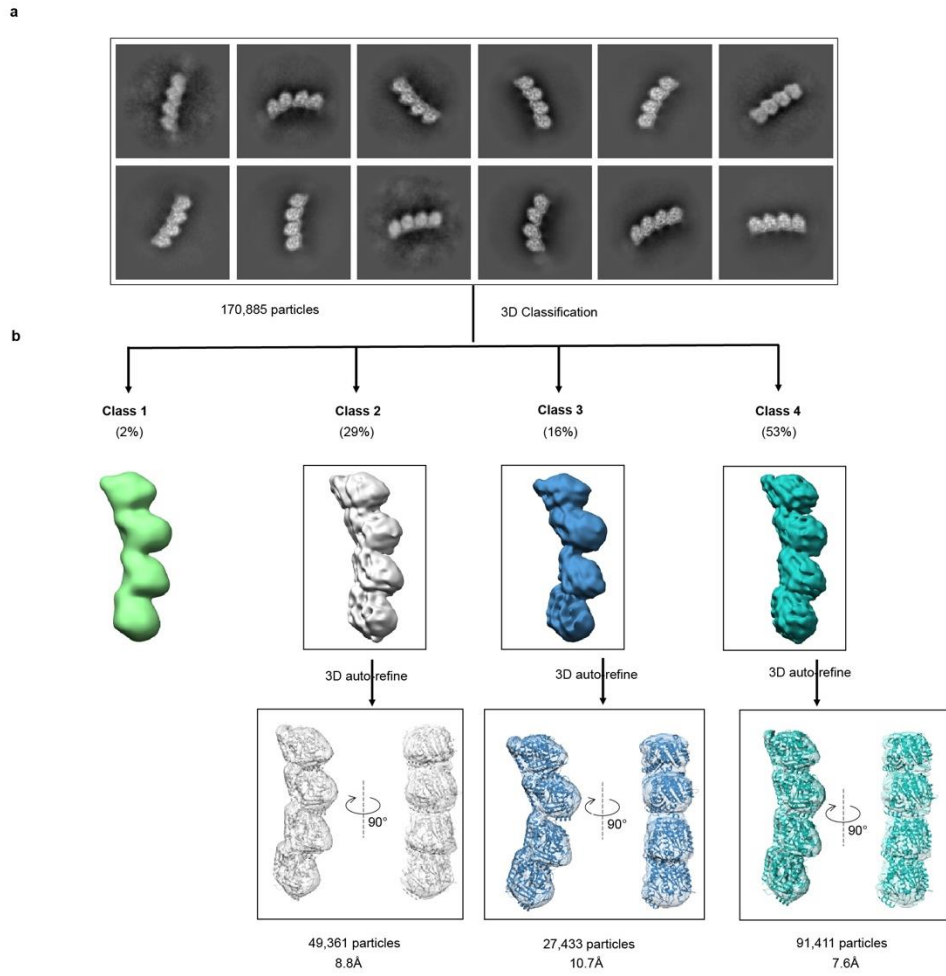 a
170,885 particles
3D Classification
b
Class 1
(2%)
Class 2
(29%)
Class 3
(16%)
Class 4
(53%)
3D auto-refine
3D auto-refine
3D auto-refine
90°
90°
90°
49,361 particles
8.8Å
27,433 particles
10.7Å
91,411 particles
7.6Å